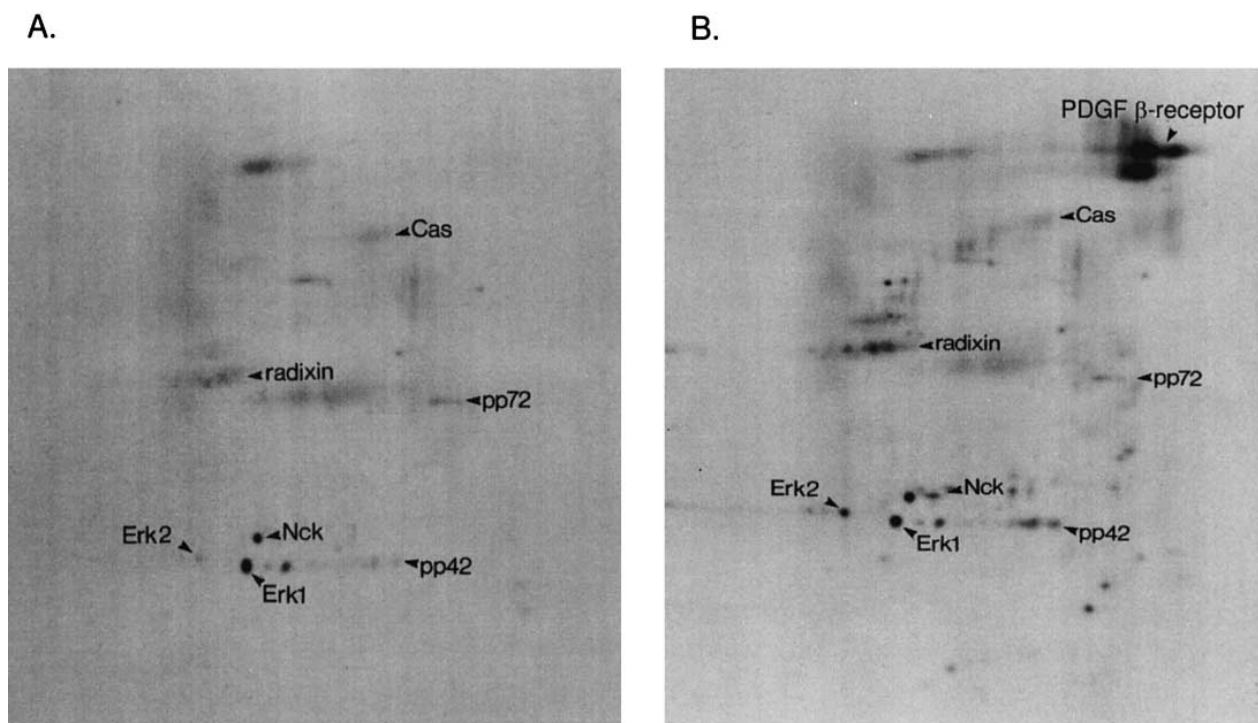 A.
B.
Cas
radixin
pp72
Erk2
Nck
pp42
Erk1
PDGF β-receptor
Cas
radixin
pp72
Erk2
Nck
pp42
Erk1